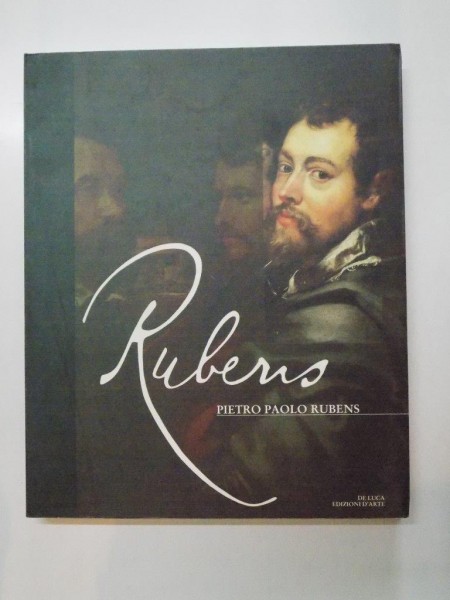 Rubens
PIETRO PAOLO RUBENS
DE LUCA
EDIZIONI D'ARTE